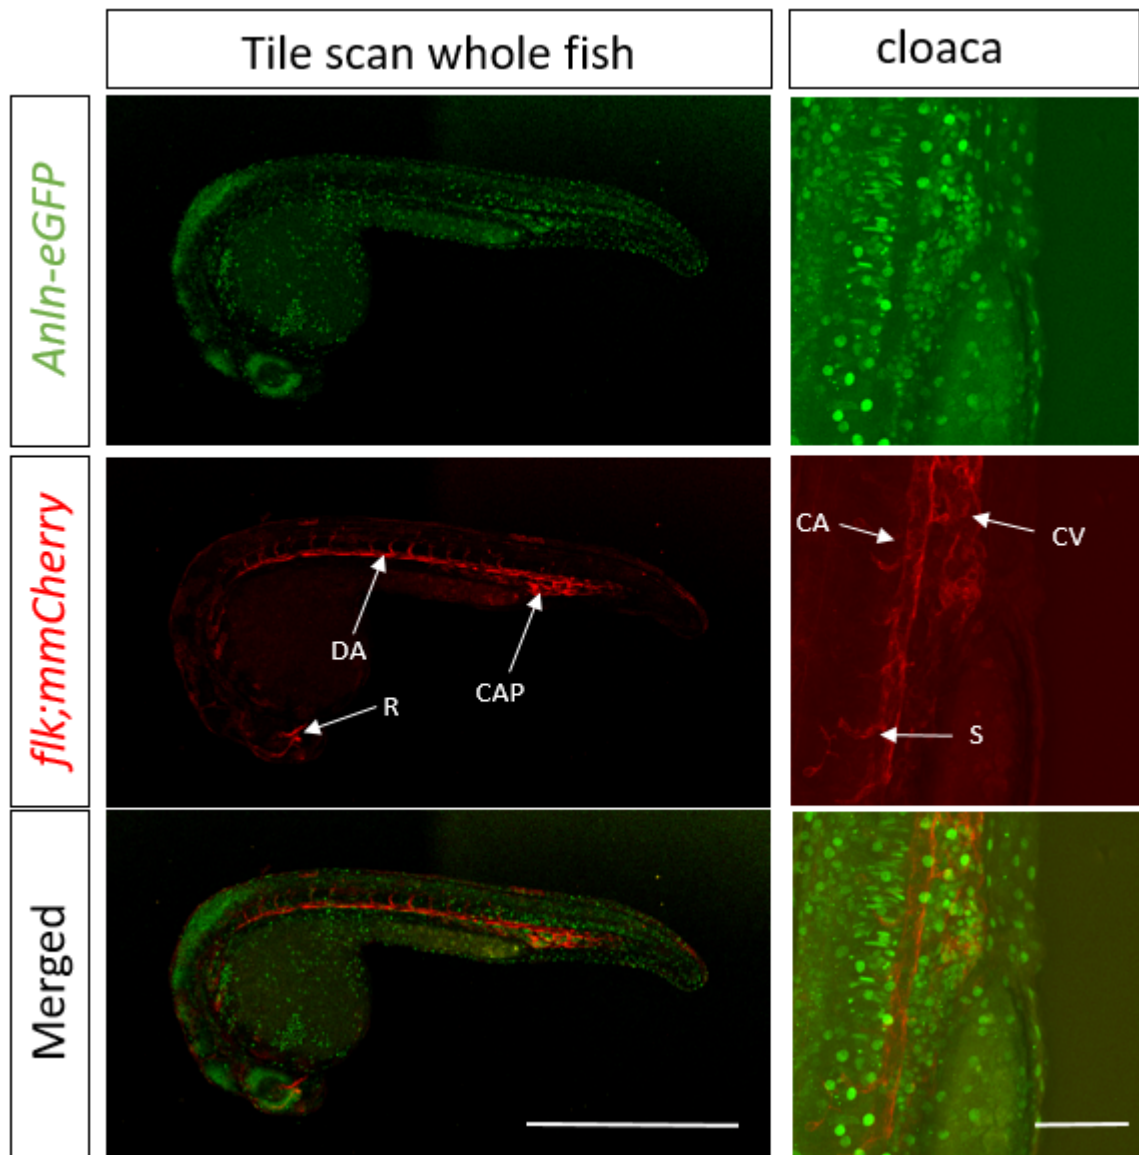 Tile scan whole fish
cloaca
Anln-eGFP
flk;mmCherry
DA
CAP
R
CA
CV
S
Merged